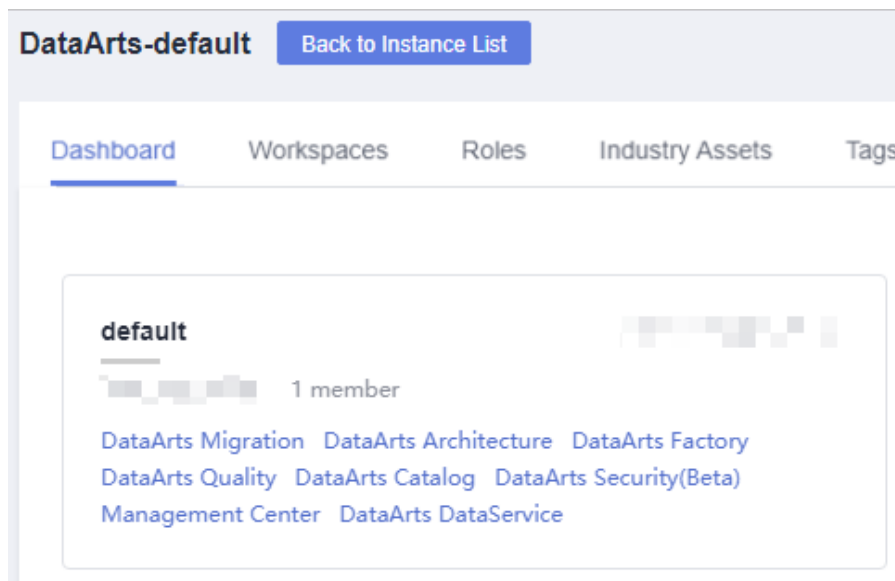 DataArts-default Back to Instance List
Dashboard Workspaces Roles Industry Assets Tags
default
1 member
DataArts Migration DataArts Architecture DataArts Factory
DataArts Quality DataArts Catalog DataArts Security(Beta)
Management Center DataArts DataService